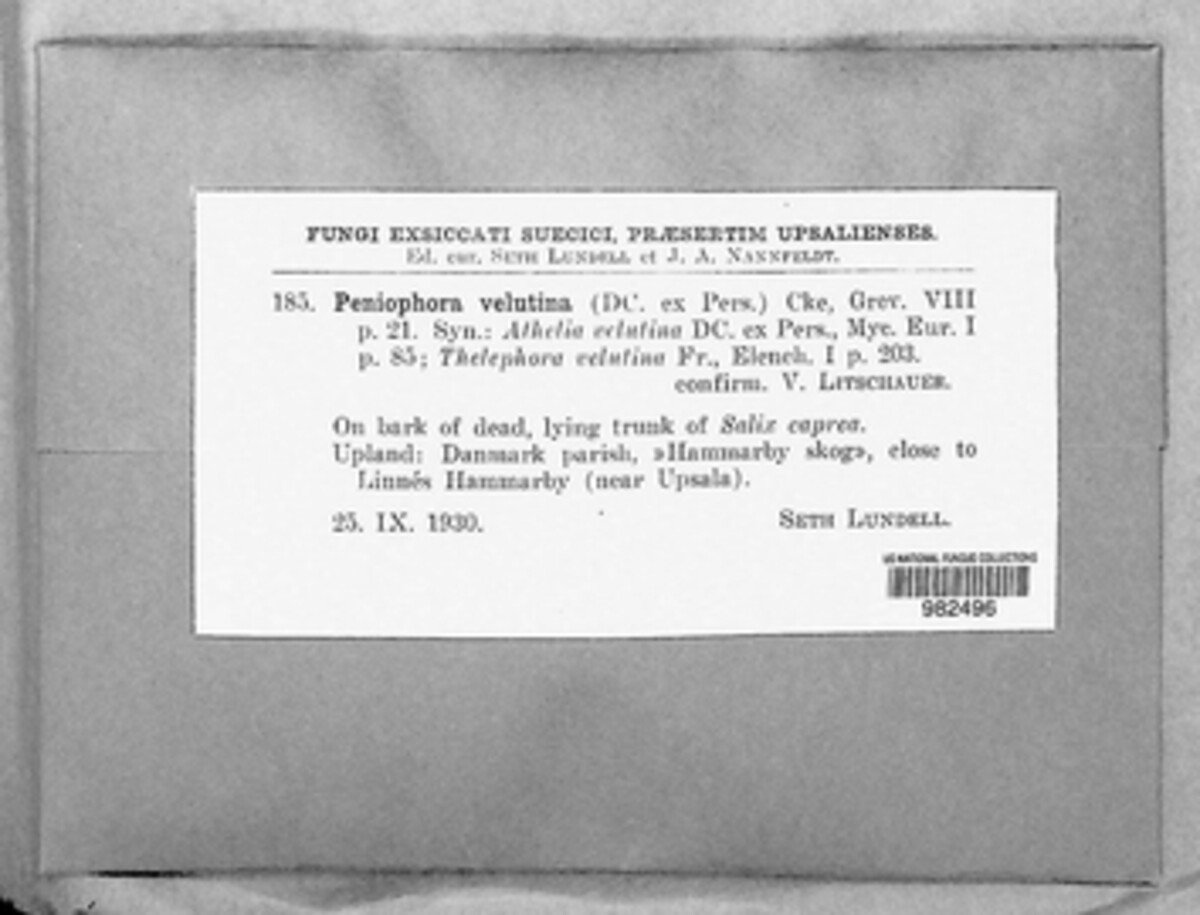 FUNGI EXSICCATI SUECICI, PRÆSERTIM UPSALIENSES.
Ed. cur. SETH LUNDELL et J. A. NANNFELDT.
185. Peniophora velutina (DC. ex Pers.) Cke, Grev. VIII
p. 21. Syn.: Athelia velutina DC. ex Pers., Myc. Eur. I
p. 85; Thelephora velutina Fr., Elench. I p. 203.
confirm. V. LITSCHAUER.
On bark of dead, lying trunk of Salix caprea.
Upland: Danmark parish, »Hammarby skog», close to
Linnés Hammarby (near Upsala).
25. IX. 1930. SETH LUNDELL.
US NATIONAL FUNGUS COLLECTIONS
982496